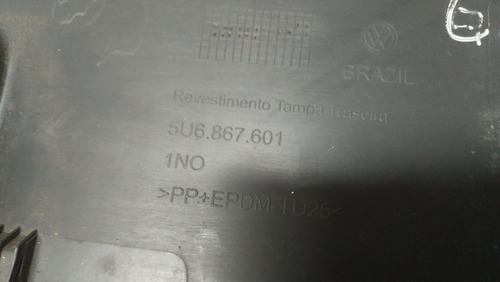 BRAZIL
Revestimento Tampa Traseira
5U6.867.601
1NO
>PP+EPDM-TD25<